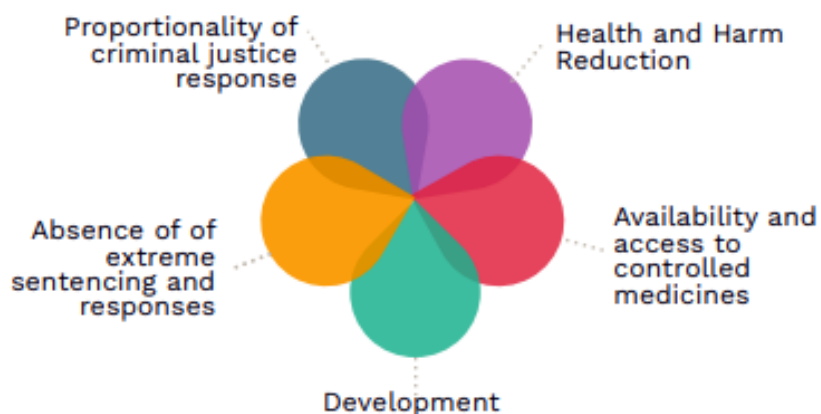 Proportionality of
criminal justice
response
Health and Harm
Reduction
Absence of of
extreme
sentencing and
responses
Availability and
access to
controlled
medicines
Development